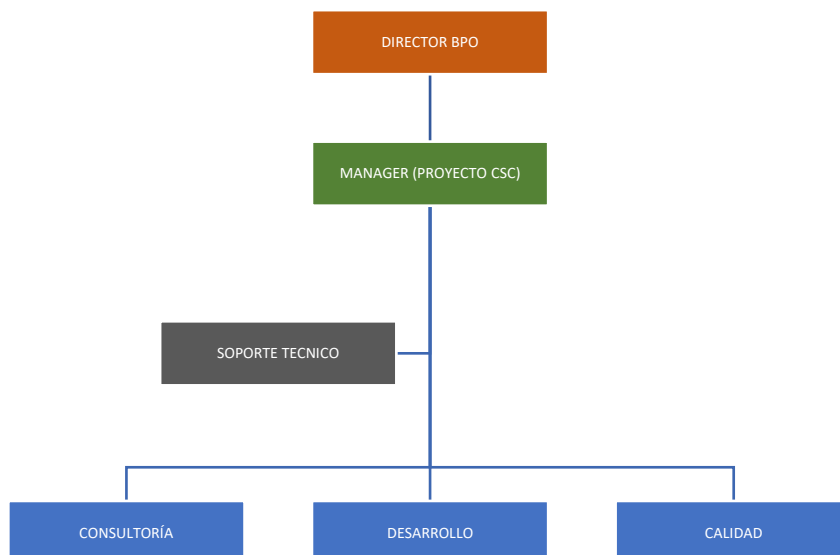 DIRECTOR BPO
MANAGER (PROYECTO CSC)
SOPORTE TECNICO
CONSULTORÍA
DESARROLLO
CALIDAD